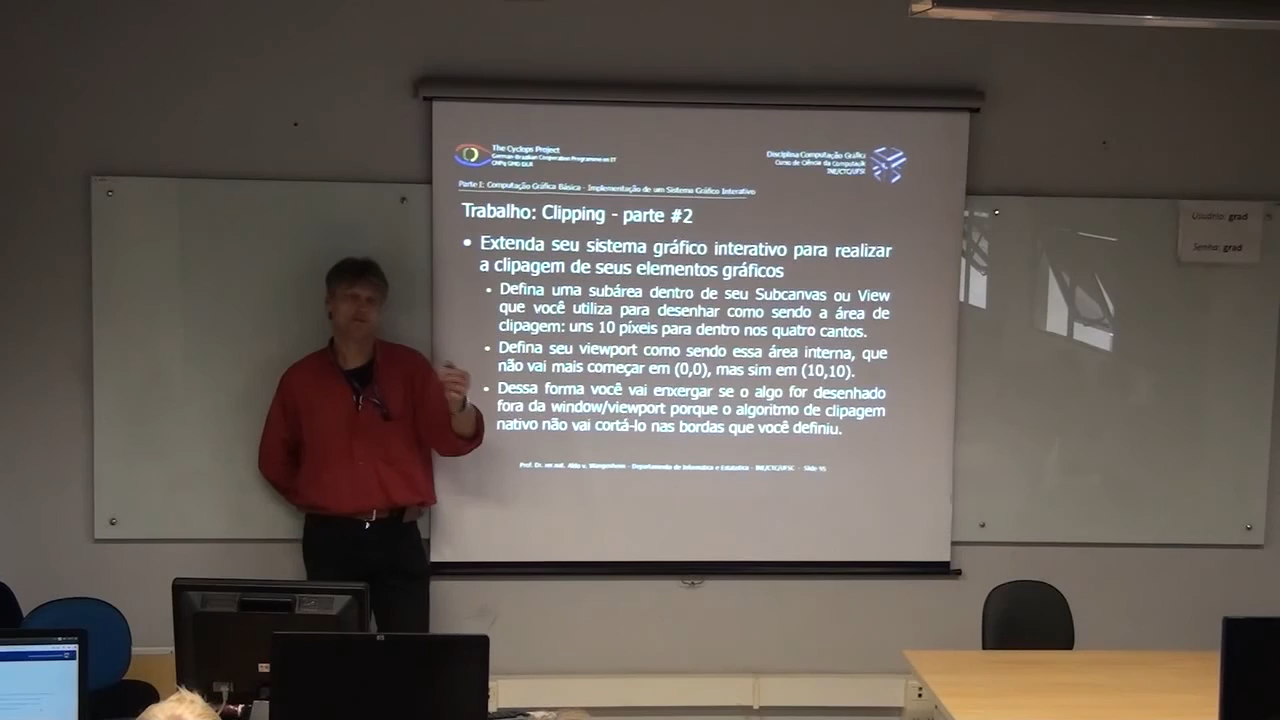 The Cyclops Project
German-Brazilian Cooperation Programme on IT
CNPq GMD DLR
Disciplina Computação Gráfica
Curso de Ciência da Computação
INE/CTC/UFSC
Parte I: Computação Gráfica Básica - Implementação de um Sistema Gráfico Interativo
Trabalho: Clipping - parte #2
• Extenda seu sistema gráfico interativo para realizar
a clipagem de seus elementos gráficos
• Defina uma subárea dentro de seu Subcanvas ou View
que você utiliza para desenhar como sendo a área de
clipagem: uns 10 píxeis para dentro nos quatro cantos.
• Defina seu viewport como sendo essa área interna, que
não vai mais começar em (0,0), mas sim em (10,10).
• Dessa forma você vai enxergar se o algo for desenhado
fora da window/viewport porque o algoritmo de clipagem
nativo não vai cortá-lo nas bordas que você definiu.
Prof. Dr. rer.nat. Aldo v. Wangenheim - Departamento de Informática e Estatística - INE/CTC/UFSC - Slide
Usuário: grad
Senha: grad